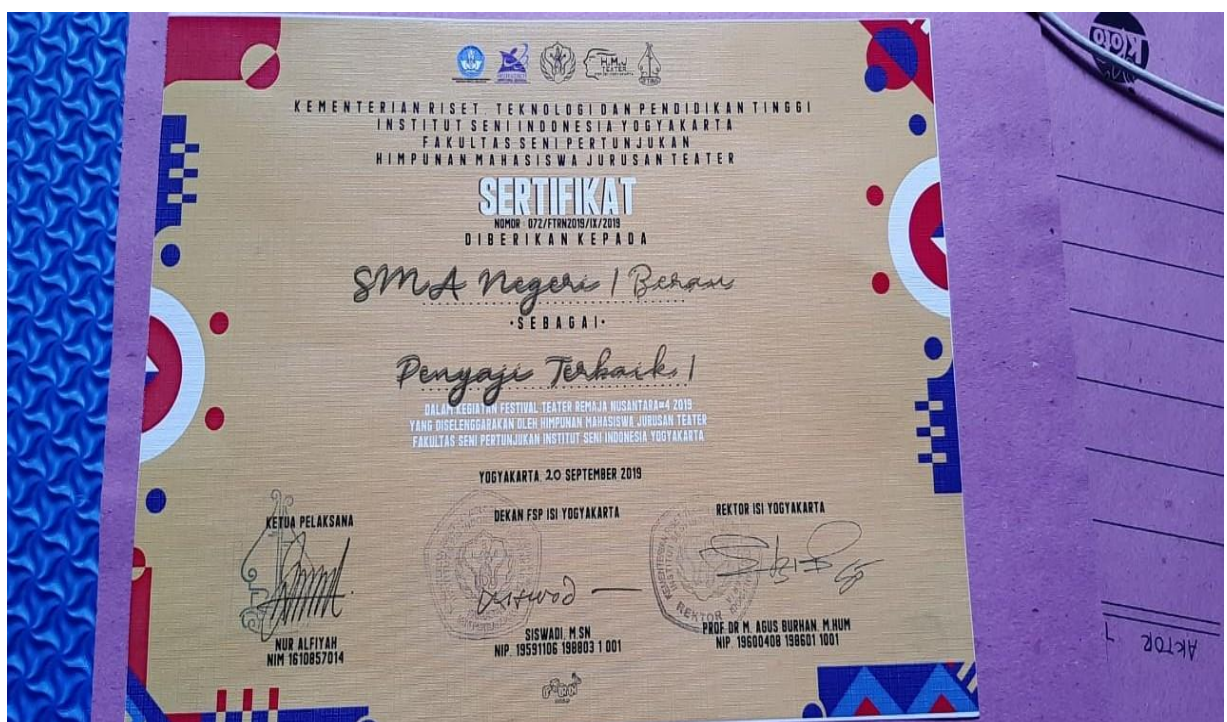 H.M.J
TEATER
KEMENTERIAN RISET, TEKNOLOGI DAN PENDIDIKAN TINGGI
INSTITUT SENI INDONESIA YOGYAKARTA
FAKULTAS SENI PERTUNJUKAN
HIMPUNAN MAHASISWA JURUSAN TEATER
SERTIFIKAT
NOMOR : 072/FTRN2019/IX/2019
DIBERIKAN KEPADA
SMA Negeri 1 Berau
•SEBAGAI•
Penyaji Terbaik 1
DALAM KEGIATAN FESTIVAL TEATER REMAJA NUSANTARA#4 2019
YANG DISELENGGARAKAN OLEH HIMPUNAN MAHASISWA JURUSAN TEATER
FAKULTAS SENI PERTUNJUKAN INSTITUT SENI INDONESIA YOGYAKARTA
YOGYAKARTA, 20 SEPTEMBER 2019
KETUA PELAKSANA
DEKAN FSP ISI YOGYAKARTA
REKTOR ISI YOGYAKARTA
REKTOR
NUR ALFIYAH
NIM 1610857014
SISWADI, M.SN
NIP. 19591106 198803 1 001
PROF. DR. M. AGUS BURHAN, M.HUM
NIP. 19600408 198601 1001
Kioto
AKTOR 1